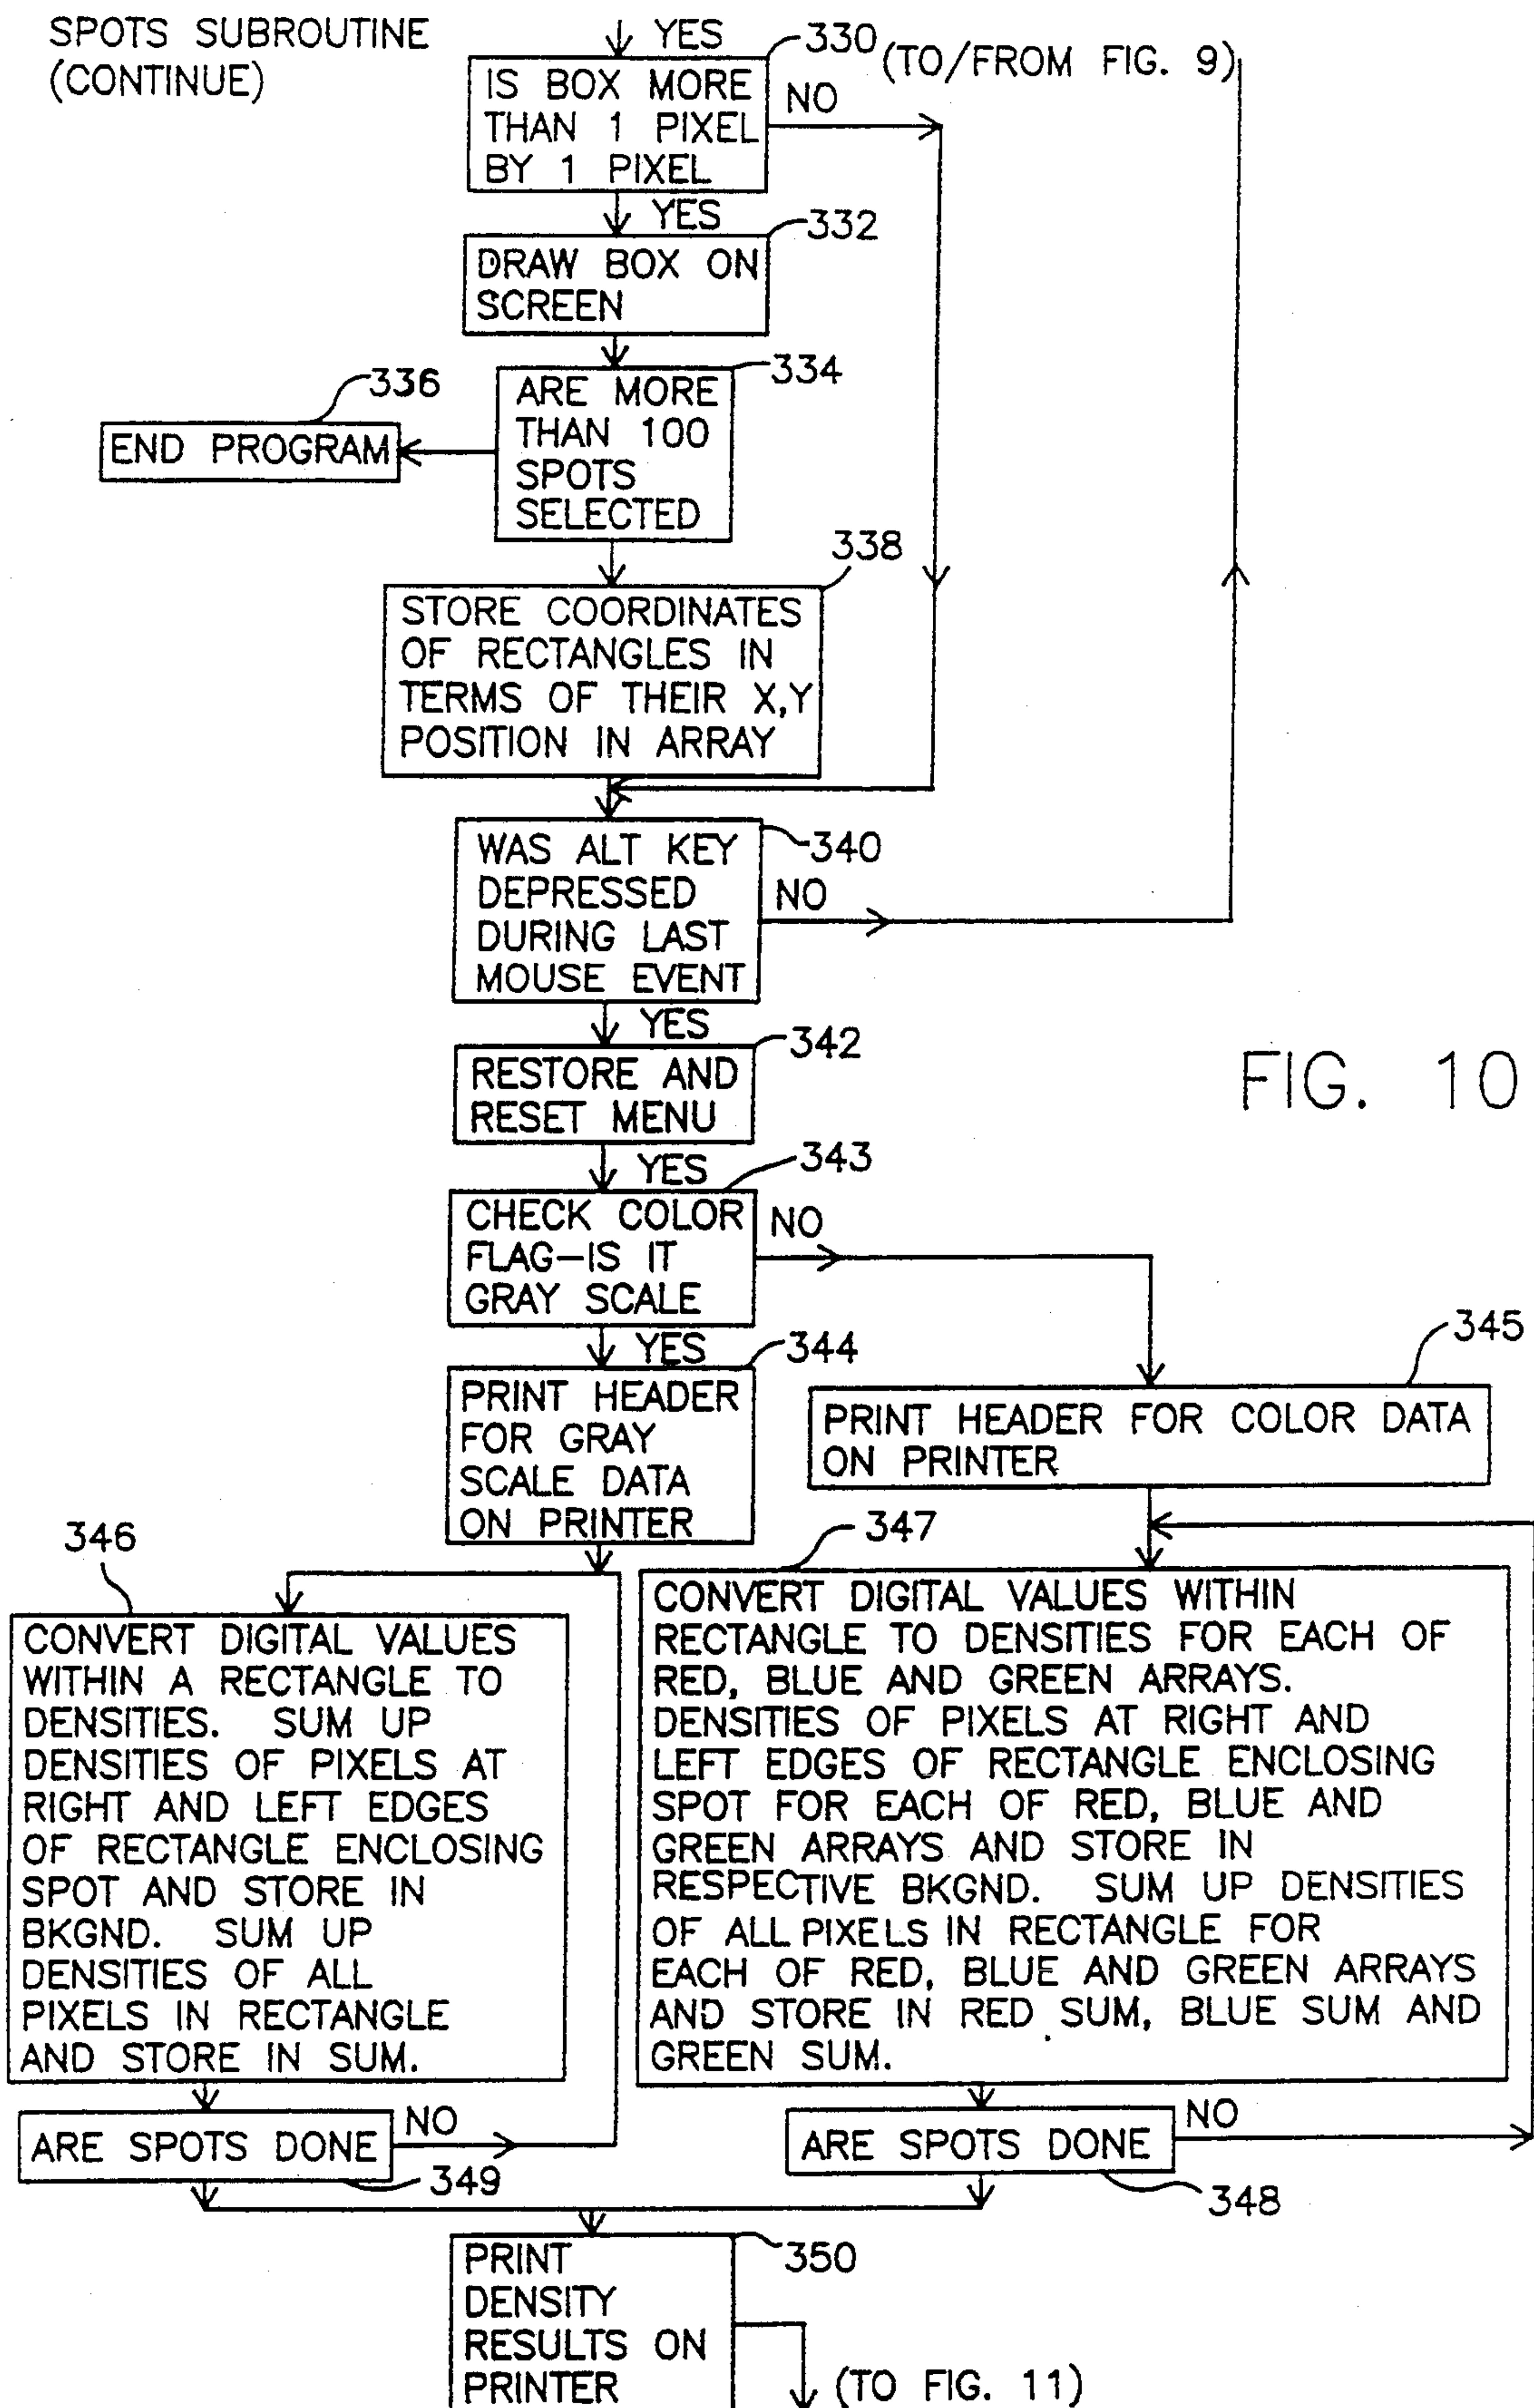 SPOTS SUBROUTINE
(CONTINUE)
YES
330
(TO/FROM FIG. 9)
IS BOX MORE
THAN 1 PIXEL
BY 1 PIXEL
NO
YES
332
DRAW BOX ON
SCREEN
334
ARE MORE
THAN 100
SPOTS
SELECTED
336
END PROGRAM
338
STORE COORDINATES
OF RECTANGLES IN
TERMS OF THEIR X,Y
POSITION IN ARRAY
340
WAS ALT KEY
DEPRESSED
DURING LAST
MOUSE EVENT
NO
YES
342
RESTORE AND
RESET MENU
FIG. 10
YES
343
CHECK COLOR
FLAG-IS IT
GRAY SCALE
NO
YES
344
PRINT HEADER
FOR GRAY
SCALE DATA
ON PRINTER
345
PRINT HEADER FOR COLOR DATA
ON PRINTER
346
CONVERT DIGITAL VALUES
WITHIN A RECTANGLE TO
DENSITIES. SUM UP
DENSITIES OF PIXELS AT
RIGHT AND LEFT EDGES
OF RECTANGLE ENCLOSING
SPOT AND STORE IN
BKGND. SUM UP
DENSITIES OF ALL
PIXELS IN RECTANGLE
AND STORE IN SUM.
347
CONVERT DIGITAL VALUES WITHIN
RECTANGLE TO DENSITIES FOR EACH OF
RED, BLUE AND GREEN ARRAYS.
DENSITIES OF PIXELS AT RIGHT AND
LEFT EDGES OF RECTANGLE ENCLOSING
SPOT FOR EACH OF RED, BLUE AND
GREEN ARRAYS AND STORE IN
RESPECTIVE BKGND. SUM UP DENSITIES
OF ALL PIXELS IN RECTANGLE FOR
EACH OF RED, BLUE AND GREEN ARRAYS
AND STORE IN RED SUM, BLUE SUM AND
GREEN SUM.
ARE SPOTS DONE
NO
349
ARE SPOTS DONE
NO
348
350
PRINT
DENSITY
RESULTS ON
PRINTER
(TO FIG. 11)